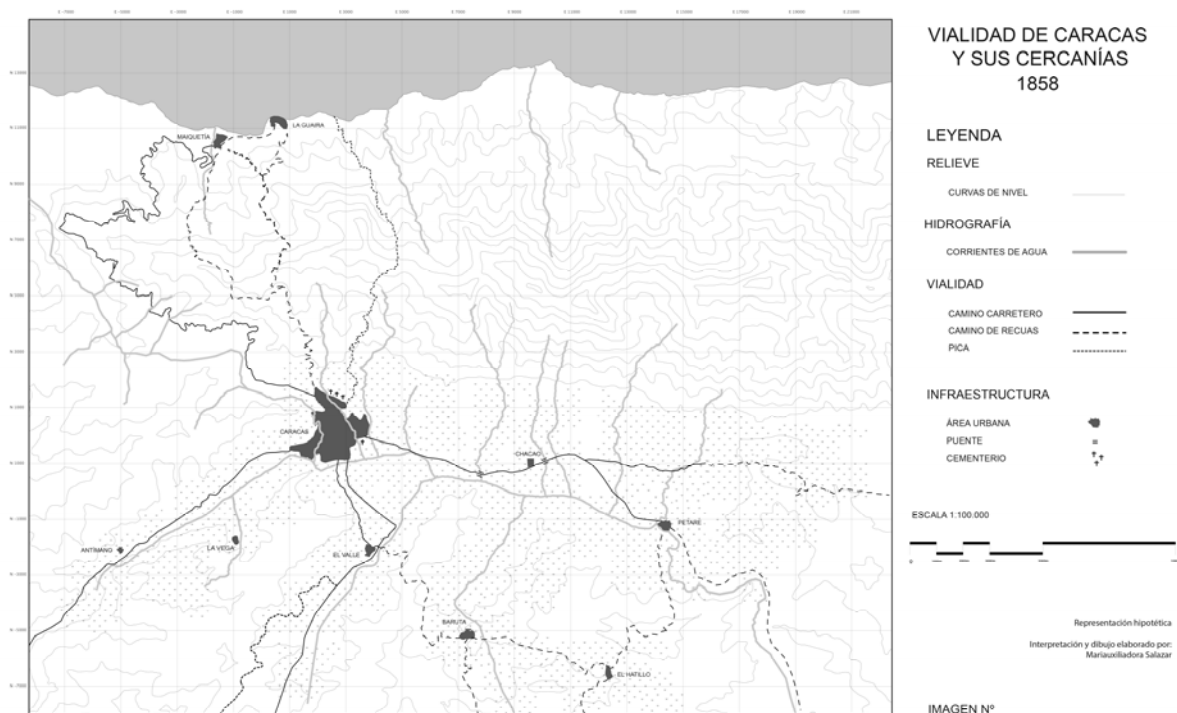 VIALIDAD DE CARACAS
Y SUS CERCANÍAS
1858
LEYENDA
RELIEVE
CURVAS DE NIVEL
HIDROGRAFÍA
CORRIENTES DE AGUA
VIALIDAD
CAMINO CARRETERO
CAMINO DE RECUAS
PICA
INFRAESTRUCTURA
ÁREA URBANA
PUENTE
CEMENTERIO
ESCALA 1:100.000
Representación hipotética
Interpretación y dibujo elaborado por:
Mariauxiliadora Salazar
IMAGEN Nº
MAIQUETÍA
LA GUAIRA
CARACAS
CHACAO
ANTÍMANO
LA VEGA
EL VALLE
PETARE
BARUTA
EL HATILLO